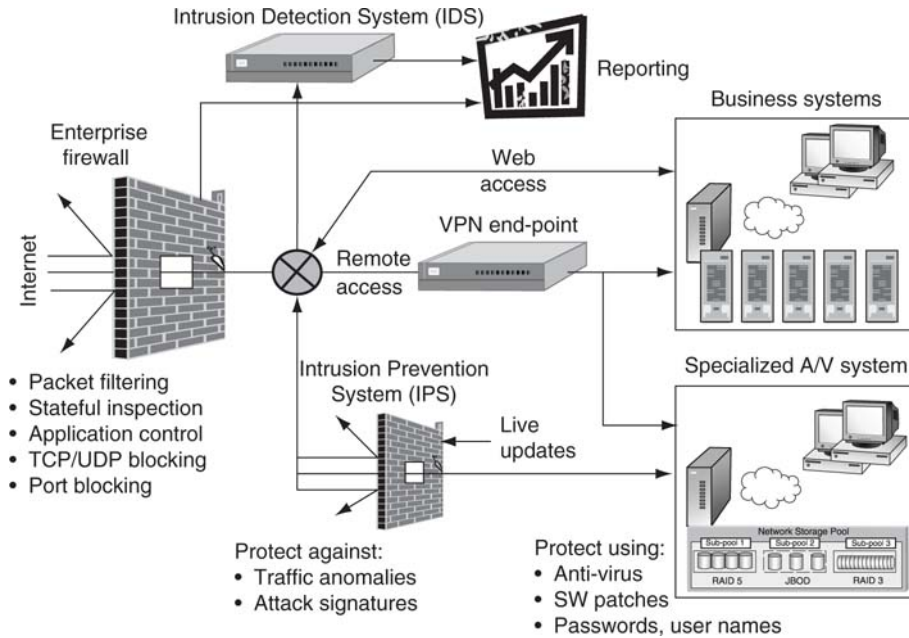 Intrusion Detection System (IDS)
Reporting
Business systems
Enterprise
firewall
Web
access
VPN end-point
Internet
Remote
access
Specialized A/V system
Intrusion Prevention
System (IPS)
Live
updates
• Packet filtering
• Stateful inspection
• Application control
• TCP/UDP blocking
• Port blocking
Network Storage Pool
Sub-pool 1
Sub-pool 2
Sub-pool 3
RAID 5
JBOD
RAID 3
Protect against:
• Traffic anomalies
• Attack signatures
Protect using:
• Anti-virus
• SW patches
• Passwords, user names